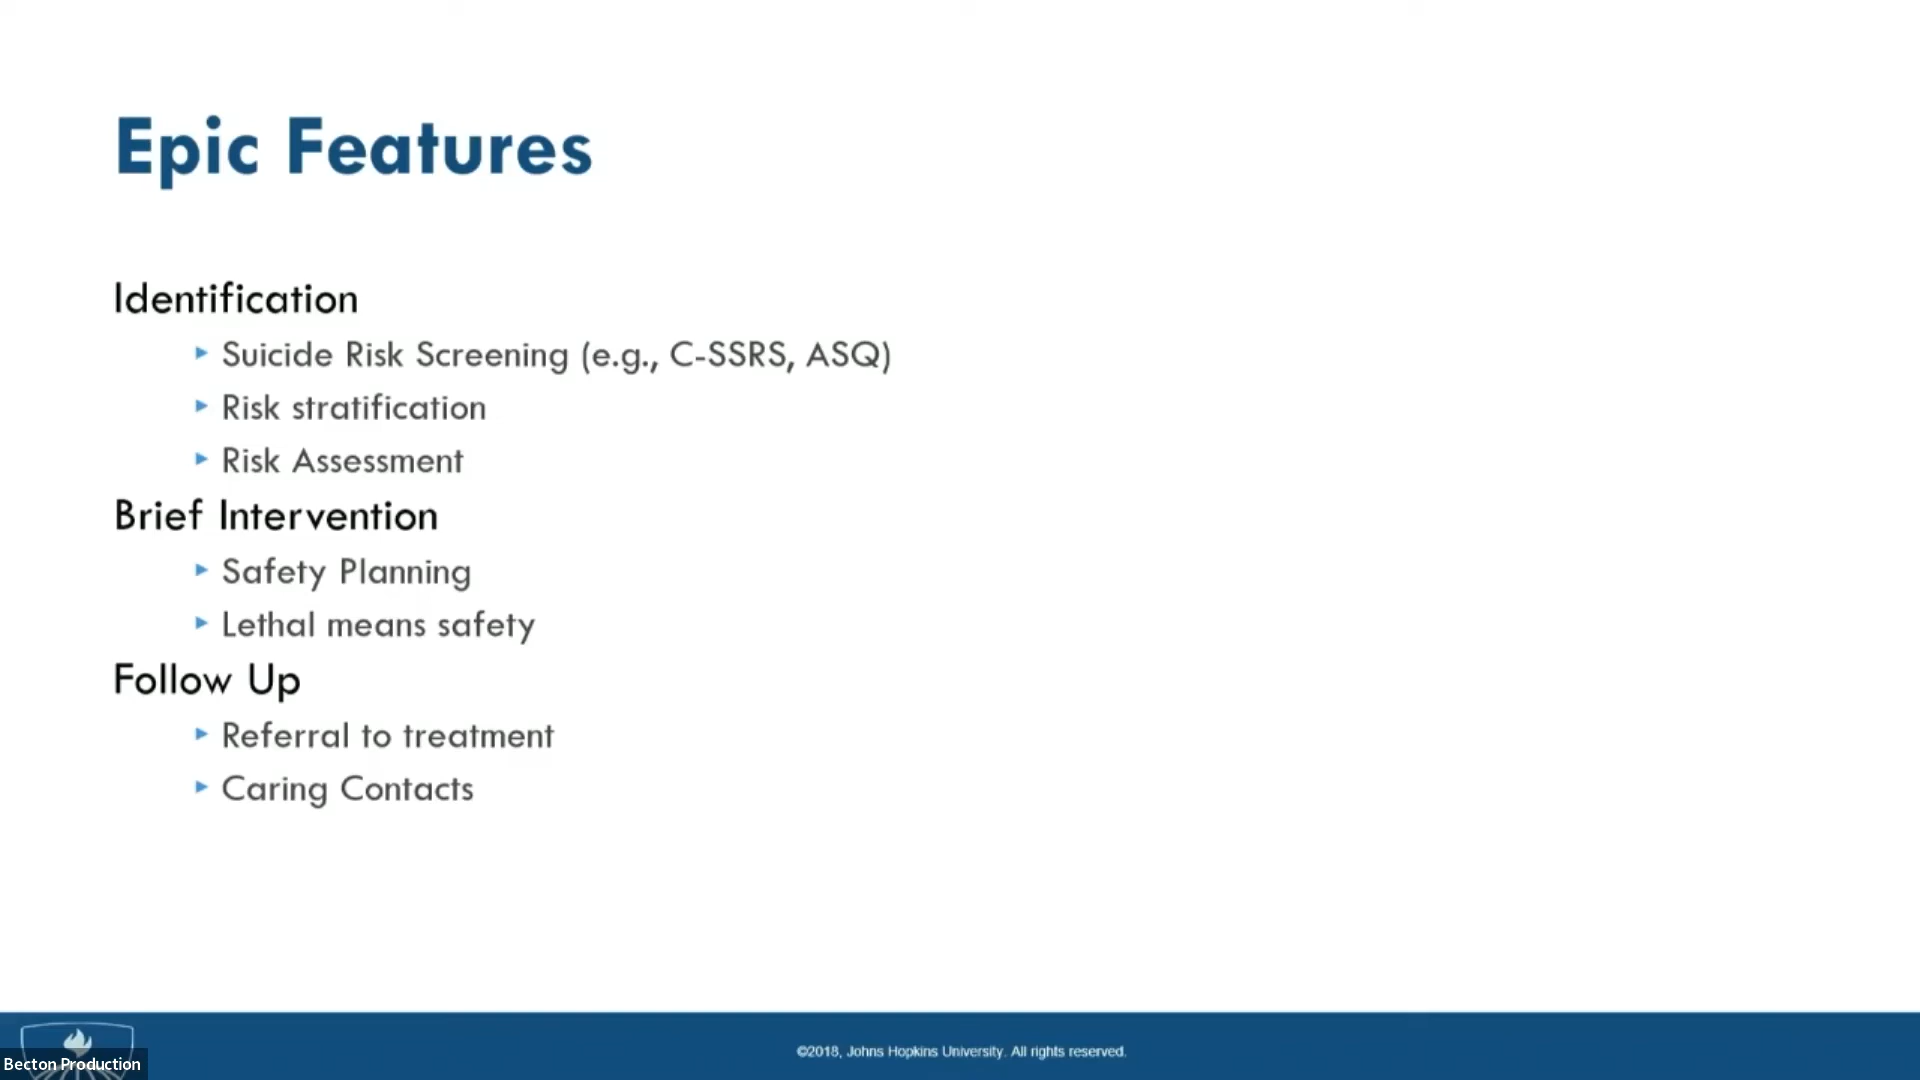 Epic Features
Identification
Suicide Risk Screening (e.g., C-SSRS, ASQ)
Risk stratification
Risk Assessment
Brief Intervention
Safety Planning
Lethal means safety
Follow Up
Referral to treatment
Caring Contacts
©2018, Johns Hopkins University. All rights reserved.
Becton Production